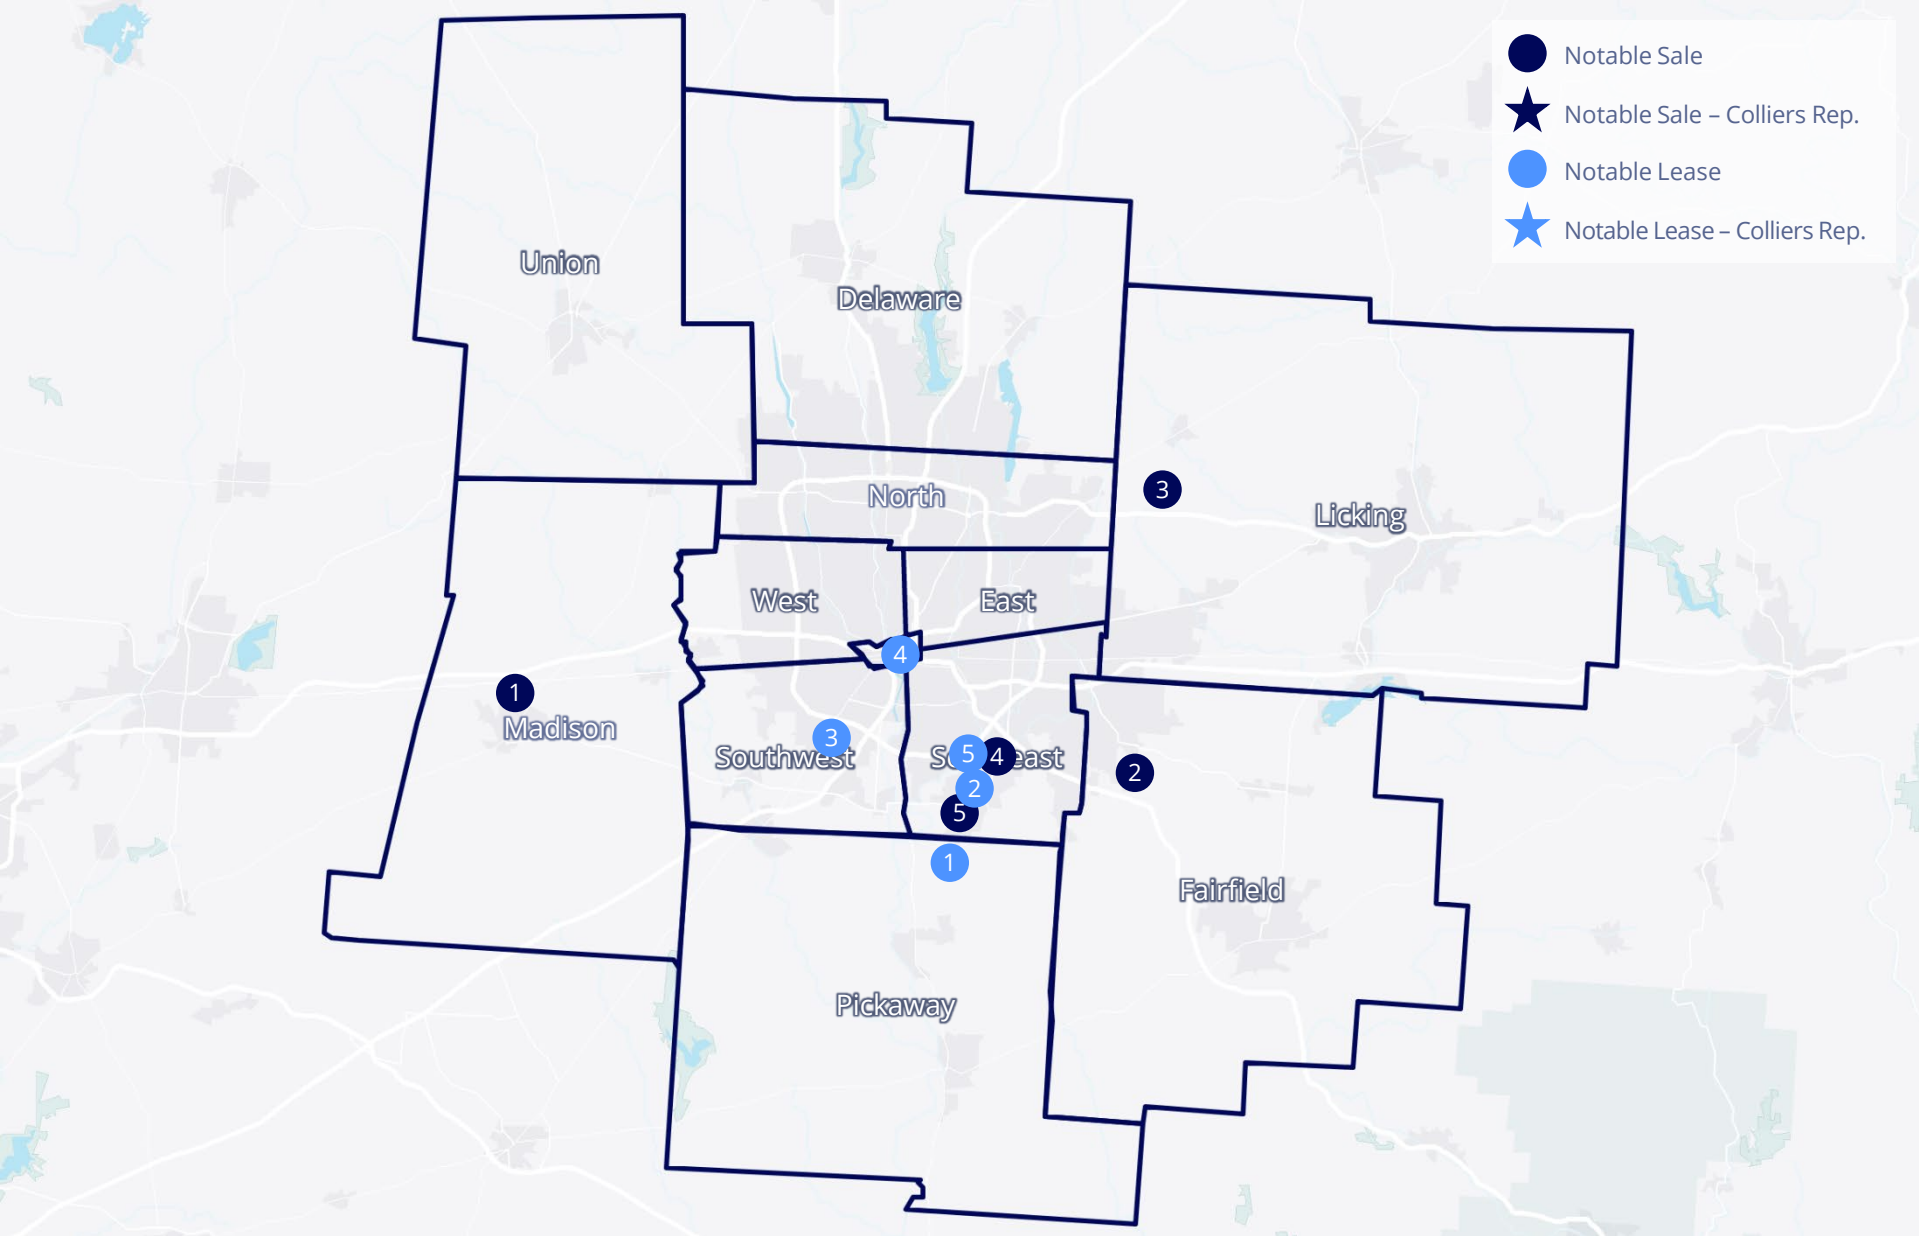 Notable Sale
Notable Sale – Colliers Rep.
Notable Lease
Notable Lease – Colliers Rep.
Union
Delaware
North
3
Licking
West
East
4
1
Madison
3
Southwest
5
4
Southeast
2
2
5
1
Fairfield
Pickaway